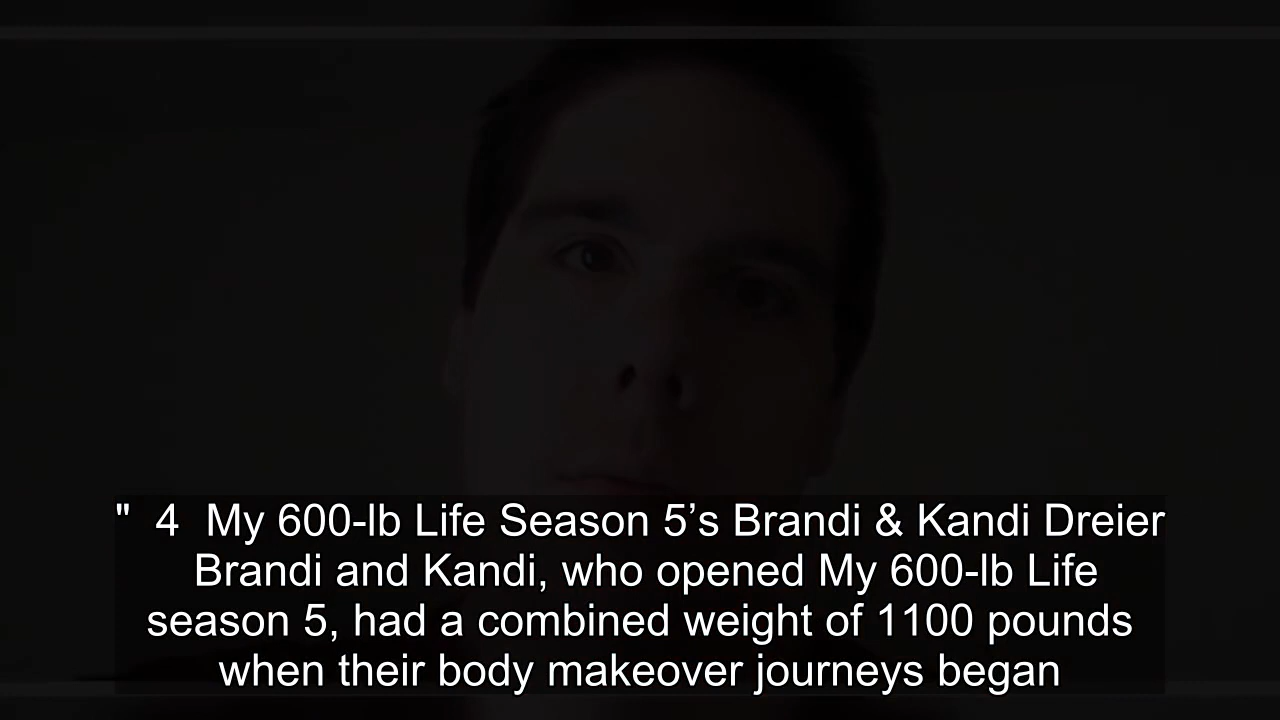 " 4 My 600-lb Life Season 5’s Brandi & Kandi Dreier
Brandi and Kandi, who opened My 600-lb Life
season 5, had a combined weight of 1100 pounds
when their body makeover journeys began